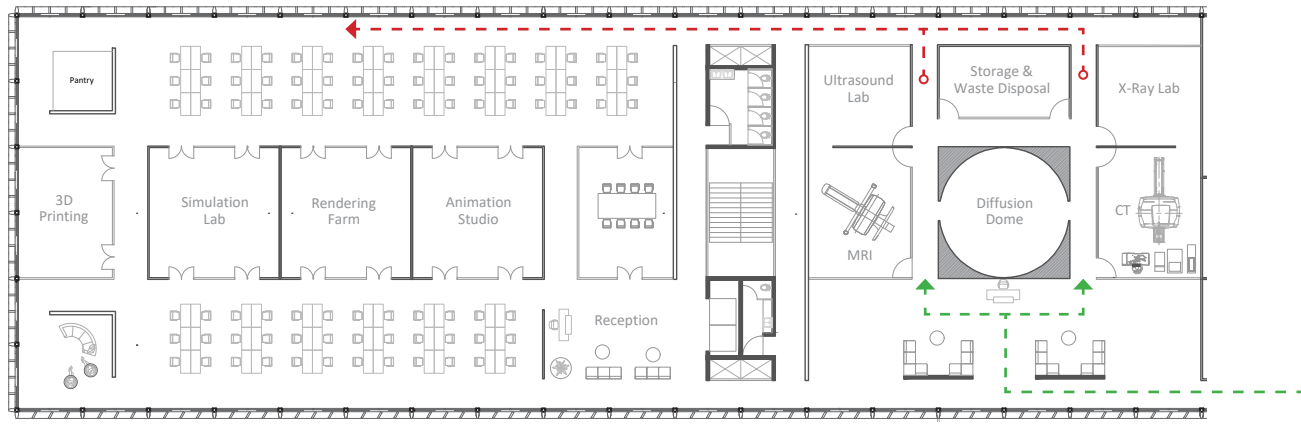 Pantry
Ultrasound
Lab
Storage &
Waste Disposal
X-Ray Lab
3D
Printing
Simulation
Lab
Rendering
Farm
Animation
Studio
Diffusion
Dome
CT
MRI
Reception